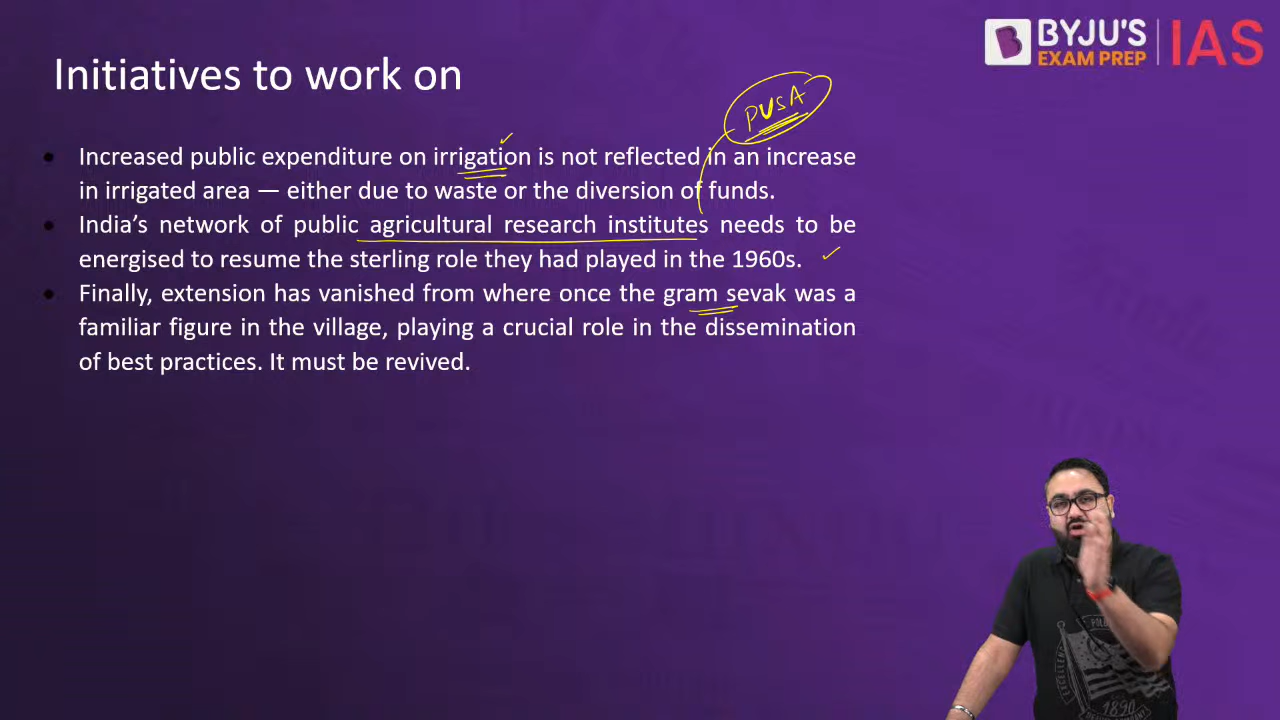 BYJU'S
EXAM PREP
IAS
Initiatives to work on
PUSA
Increased public expenditure on irrigation is not reflected in an increase
in irrigated area — either due to waste or the diversion of funds.
India's network of public agricultural research institutes needs to be
energised to resume the sterling role they had played in the 1960s.
Finally, extension has vanished from where once the gram sevak was a
familiar figure in the village, playing a crucial role in the dissemination
of best practices. It must be revived.
1890